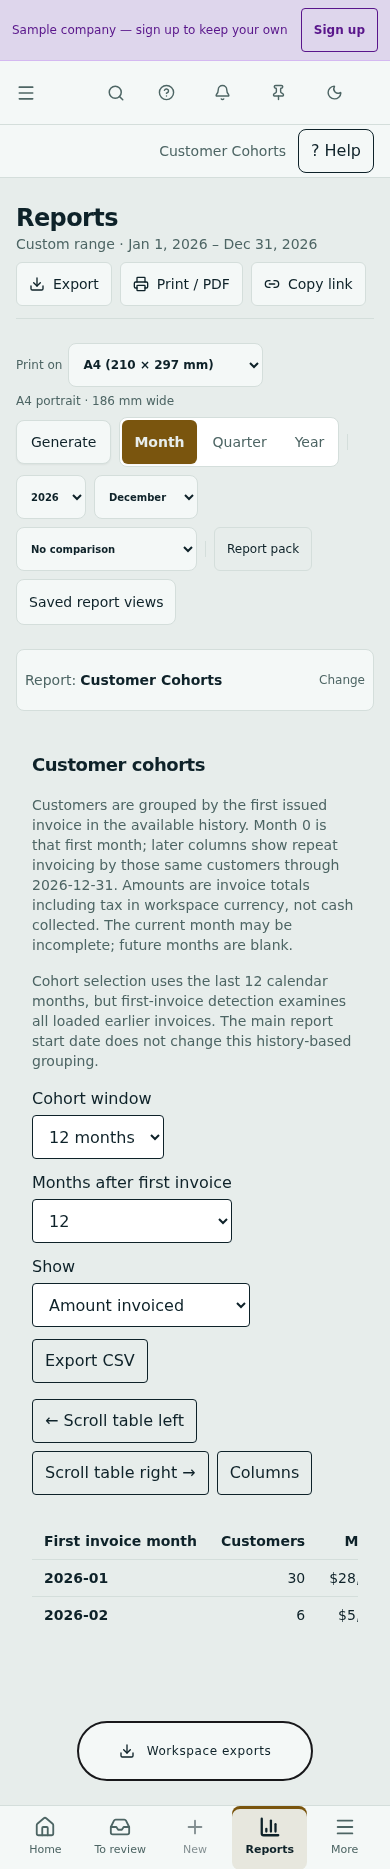 Sample company — sign up to keep your own Sign up
Customer Cohorts ? Help
Reports
Custom range · Jan 1, 2026 – Dec 31, 2026
Export Print / PDF Copy link
Print on A4 (210 × 297 mm)
A4 portrait · 186 mm wide
Generate Month Quarter Year
2026 December
No comparison Report pack
Saved report views
Report: Customer Cohorts Change
Customer cohorts
Customers are grouped by the first issued
invoice in the available history. Month 0 is
that first month; later columns show repeat
invoicing by those same customers through
2026-12-31. Amounts are invoice totals
including tax in workspace currency, not cash
collected. The current month may be
incomplete; future months are blank.
Cohort selection uses the last 12 calendar
months, but first-invoice detection examines
all loaded earlier invoices. The main report
start date does not change this history-based
grouping.
Cohort window
12 months
Months after first invoice
12
Show
Amount invoiced
Export CSV
← Scroll table left
Scroll table right → Columns
First invoice month Customers M
2026-01 30 $28,
2026-02 6 $5,
Workspace exports
Home To review New Reports More